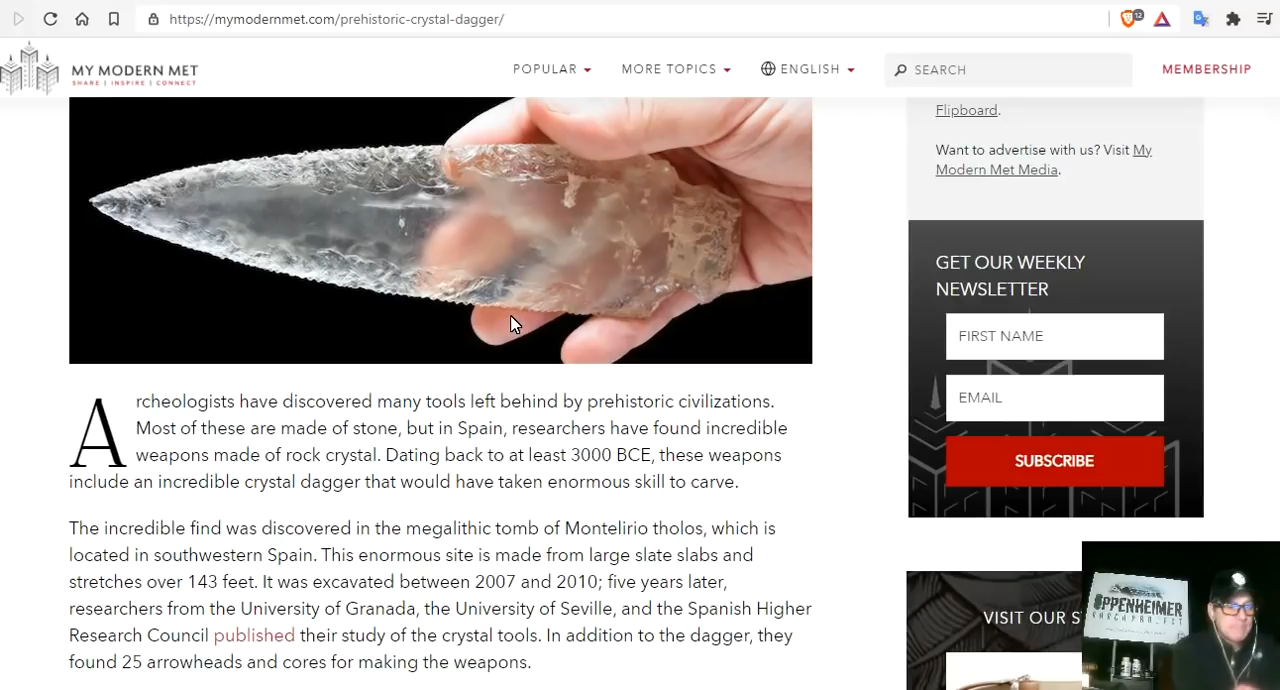 https://mymodernmet.com/prehistoric-crystal-dagger/
12
MY MODERN MET
SHARE | INSPIRE | CONNECT
POPULAR
MORE TOPICS
ENGLISH
SEARCH
MEMBERSHIP
Archeologists have discovered many tools left behind by prehistoric civilizations.
Most of these are made of stone, but in Spain, researchers have found incredible
weapons made of rock crystal. Dating back to at least 3000 BCE, these weapons
include an incredible crystal dagger that would have taken enormous skill to carve.
The incredible find was discovered in the megalithic tomb of Montelirio tholos, which is
located in southwestern Spain. This enormous site is made from large slate slabs and
stretches over 143 feet. It was excavated between 2007 and 2010; five years later,
researchers from the University of Granada, the University of Seville, and the Spanish Higher
Research Council published their study of the crystal tools. In addition to the dagger, they
found 25 arrowheads and cores for making the weapons.
Flipboard.
Want to advertise with us? Visit My
Modern Met Media.
GET OUR WEEKLY
NEWSLETTER
FIRST NAME
EMAIL
SUBSCRIBE
VISIT OUR S
OPPENHEIMER